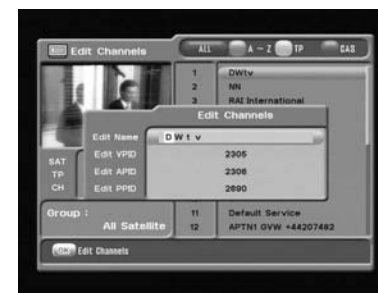 Edit Channels
ALL A ~ Z TP CAS
1 DWtv
2 NN
3 RAI International
Edit Channels
Edit Name D W t v
Edit VPID 2305
Edit APID 2306
Edit PPID 2690
SAT
TP
CH
Group :
All Satellite
11 Default Service
12 APTN1 GVW +44207482
OK Edit Channels